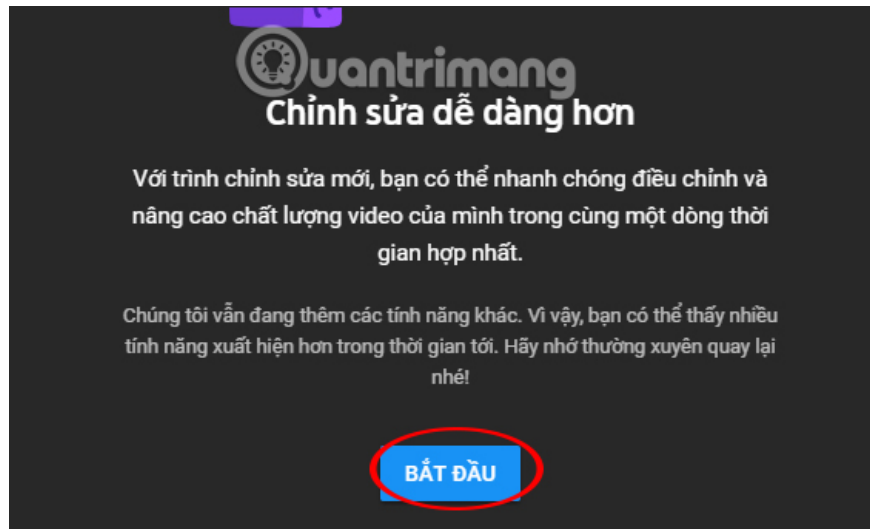 Quantrimang
Chỉnh sửa dễ dàng hơn
Với trình chỉnh sửa mới, bạn có thể nhanh chóng điều chỉnh và
nâng cao chất lượng video của mình trong cùng một dòng thời
gian hợp nhất.
Chúng tôi vẫn đang thêm các tính năng khác. Vì vậy, bạn có thể thấy nhiều
tính năng xuất hiện hơn trong thời gian tới. Hãy nhớ thường xuyên quay lại
nhé!
BẮT ĐẦU